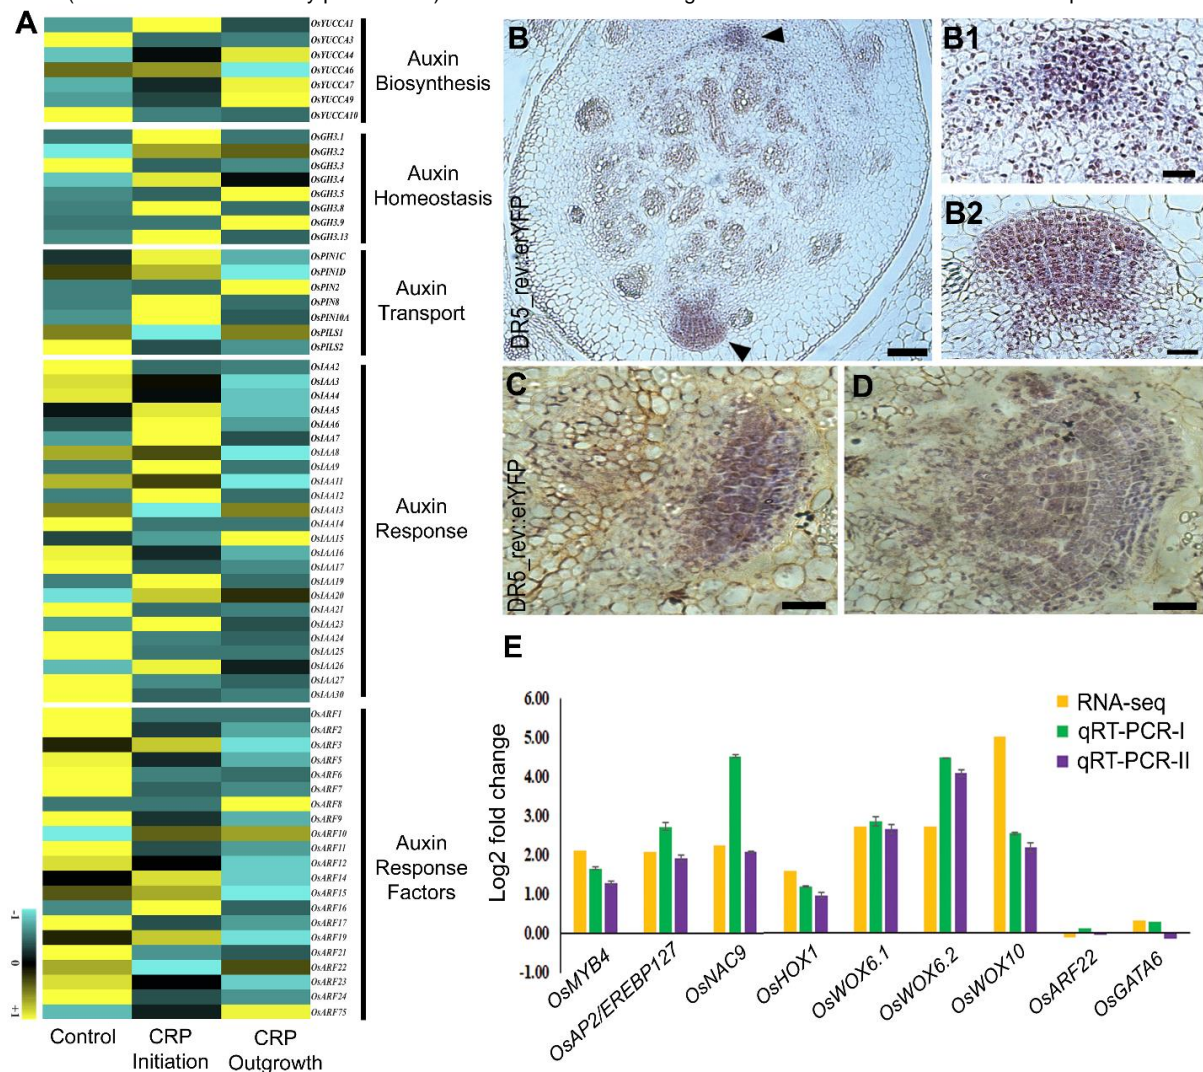 A
OsYUCCA1
OsYUCCA3
OsYUCCA4
OsYUCCA6
OsYUCCA7
OsYUCCA9
OsYUCCA10
Auxin
Biosynthesis
OsGH3.1
OsGH3.2
OsGH3.3
OsGH3.4
OsGH3.5
OsGH3.8
OsGH3.9
OsGH3.13
Auxin
Homeostasis
OsPIN1C
OsPIN1D
OsPIN2
OsPIN8
OsPIN10A
OsPILS1
OsPILS2
Auxin
Transport
OsIAA2
OsIAA3
OsIAA4
OsIAA5
OsIAA6
OsIAA7
OsIAA8
OsIAA9
OsIAA11
OsIAA12
OsIAA13
OsIAA14
OsIAA15
OsIAA16
OsIAA17
OsIAA19
OsIAA20
OsIAA21
OsIAA23
OsIAA24
OsIAA25
OsIAA26
OsIAA27
OsIAA30
Auxin
Response
OsARF1
OsARF2
OsARF3
OsARF5
OsARF6
OsARF7
OsARF8
OsARF9
OsARF10
OsARF11
OsARF12
OsARF14
OsARF15
OsARF16
OsARF17
OsARF19
OsARF21
OsARF22
OsARF23
OsARF24
OsARF75
Auxin
Response
Factors
-1
0
+1
Control
CRP
Initiation
CRP
Outgrowth
B
DR5_rev::erYFP
B1
B2
C
DR5_rev::erYFP
D
E
Log2 fold change
6.00
5.00
4.00
3.00
2.00
1.00
0.00
-1.00
RNA-seq
qRT-PCR-I
qRT-PCR-II
OsMYB4
OsAP2/EREBP127
OsNAC9
OsHOX1
OsWOX6.1
OsWOX6.2
OsWOX10
OsARF22
OsGATA6